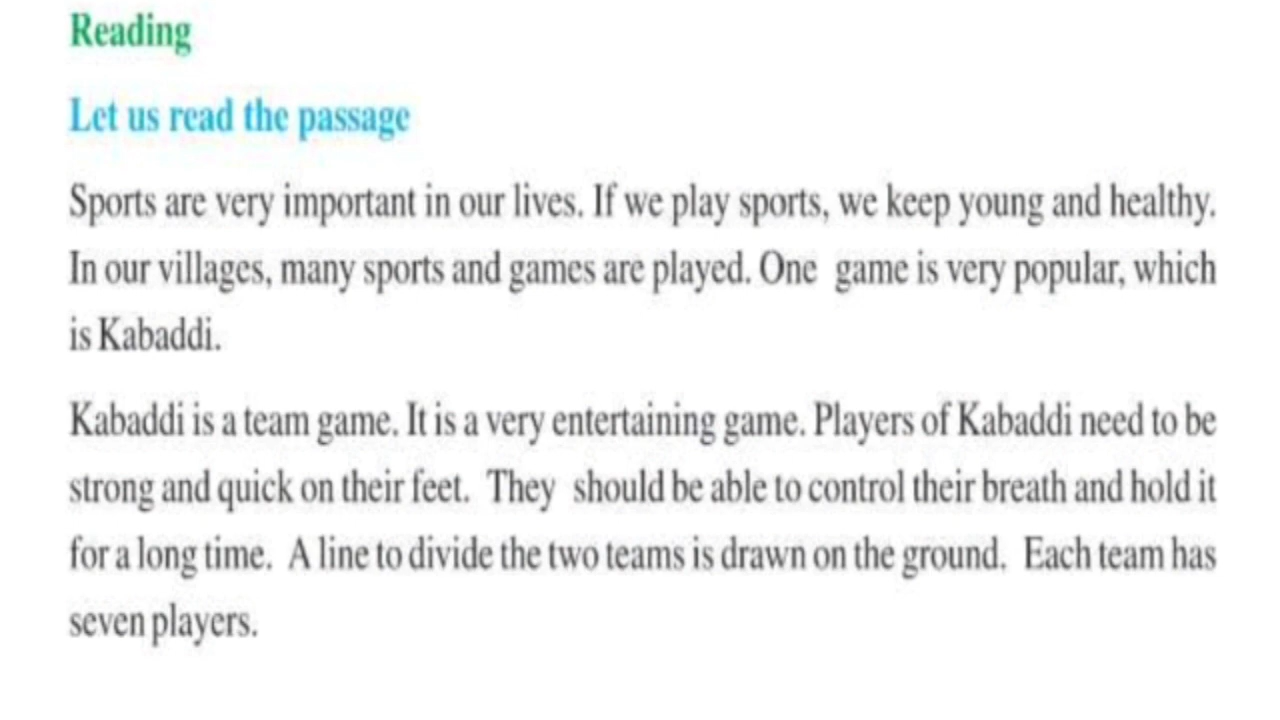 Reading
Let us read the passage
Sports are very important in our lives. If we play sports, we keep young and healthy.
In our villages, many sports and games are played. One game is very popular, which
is Kabaddi.
Kabaddi is a team game. It is a very entertaining game. Players of Kabaddi need to be
strong and quick on their feet. They should be able to control their breath and hold it
for a long time. A line to divide the two teams is drawn on the ground. Each team has
seven players.